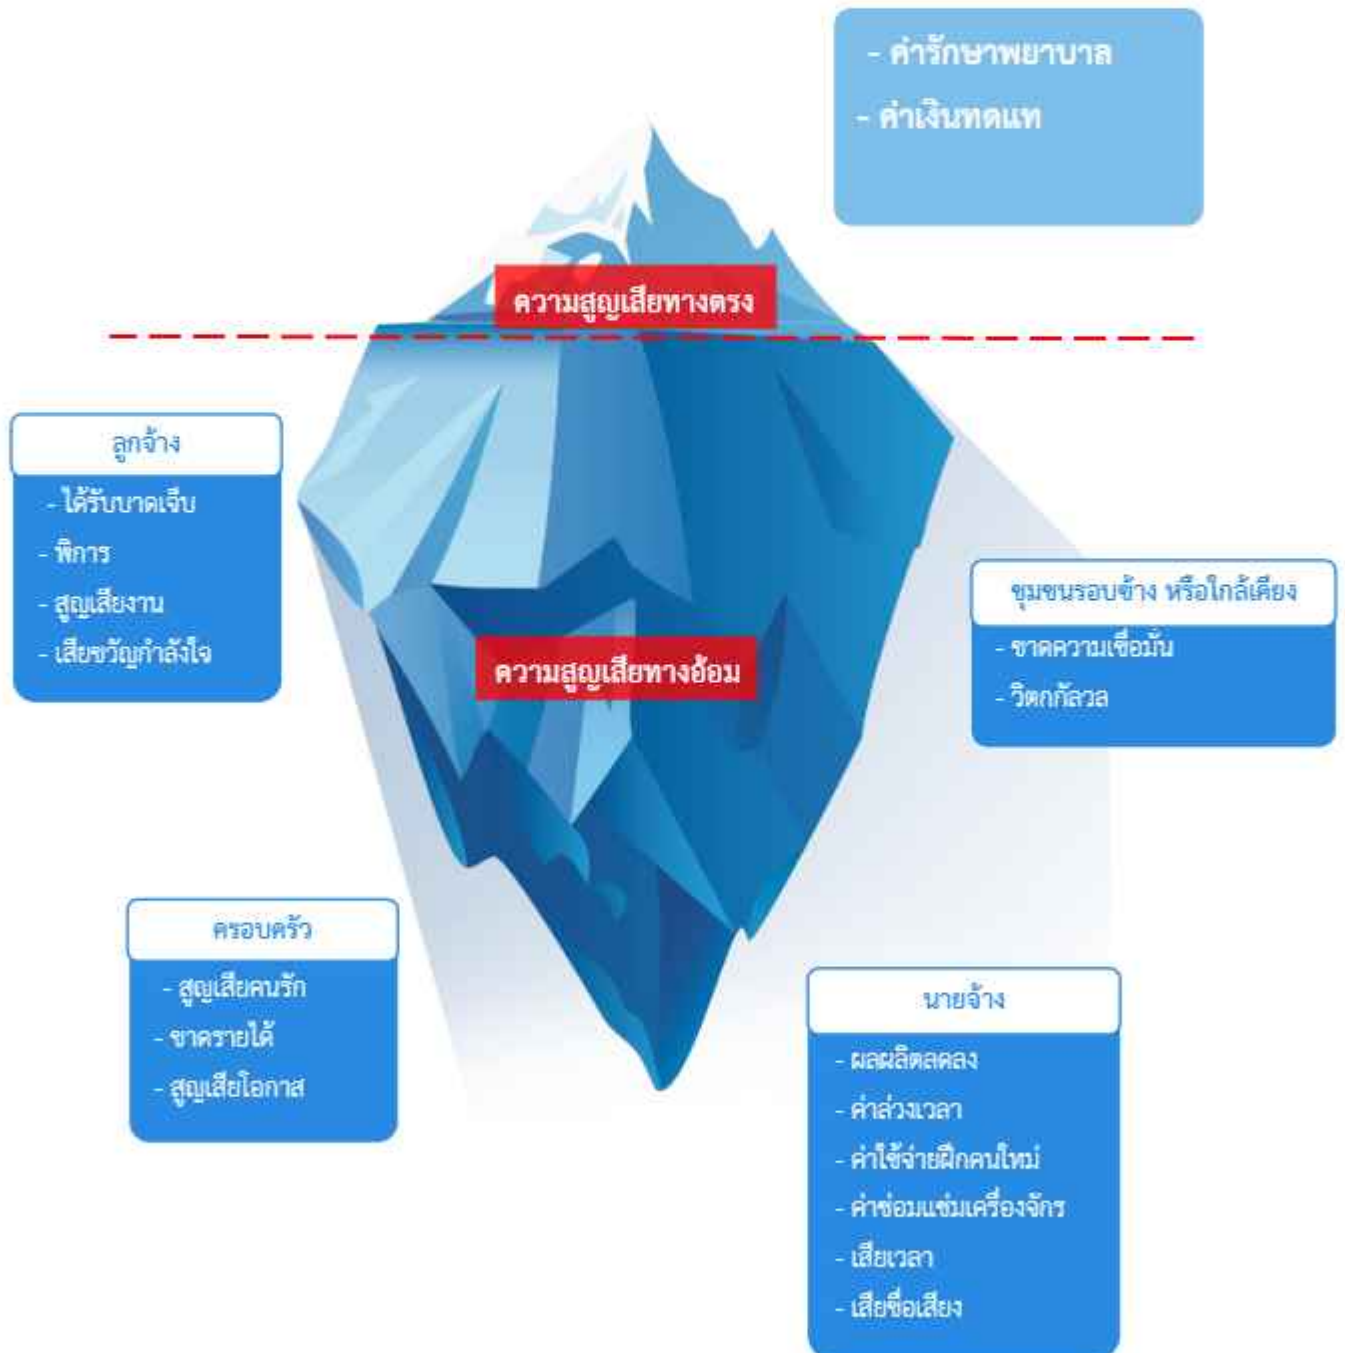 - ค่ารักษาพยาบาล
- ค่าเงินทดแท
ความสูญเสียทางตรง
ลูกจ้าง
- ได้รับบาดเจ็บ
- พิการ
- สูญเสียงาน
- เสียขวัญกำลังใจ
ชุมชนรอบข้าง หรือใกล้เคียง
- ขาดความเชื่อมั่น
- วิตกกัลวล
ความสูญเสียทางอ้อม
ครอบครัว
- สูญเสียคนรัก
- ขาดรายได้
- สูญเสียโอกาส
นายจ้าง
- ผลผลิตลดลง
- ค่าล่วงเวลา
- ค่าใช้จ่ายฝึกคนใหม่
- ค่าซ่อมแซ่มเครื่องจักร
- เสียเวลา
- เสียชื่อเสียง